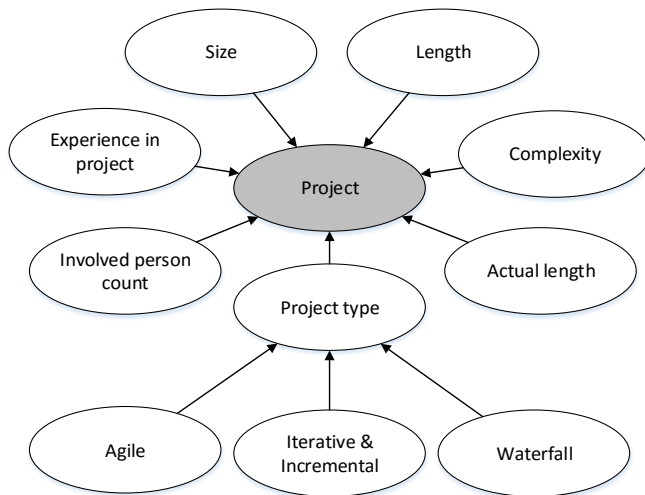 Size
Length
Experience in
project
Complexity
Project
Involved person
count
Actual length
Project type
Agile
Iterative &
Incremental
Waterfall